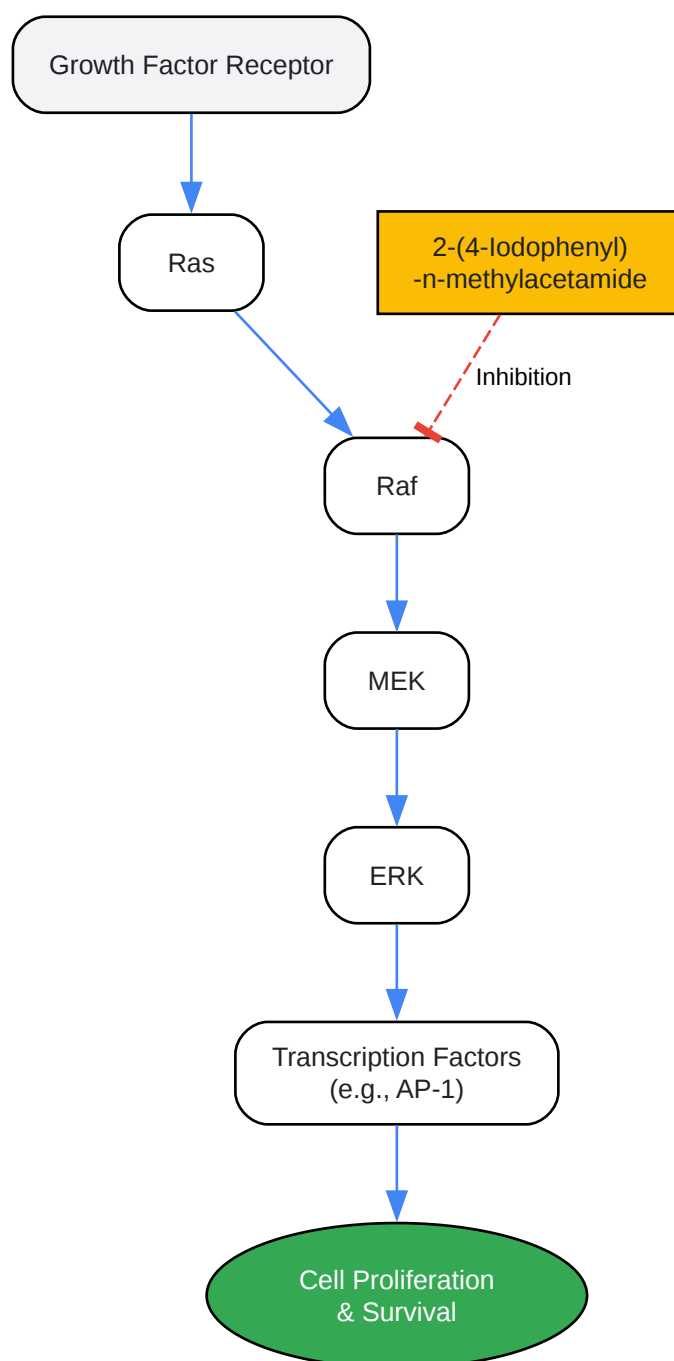 Growth Factor Receptor
Ras
2-(4-Iodophenyl)
-n-methylacetamide
Inhibition
Raf
MEK
ERK
Transcription Factors
(e.g., AP-1)
Cell Proliferation
& Survival